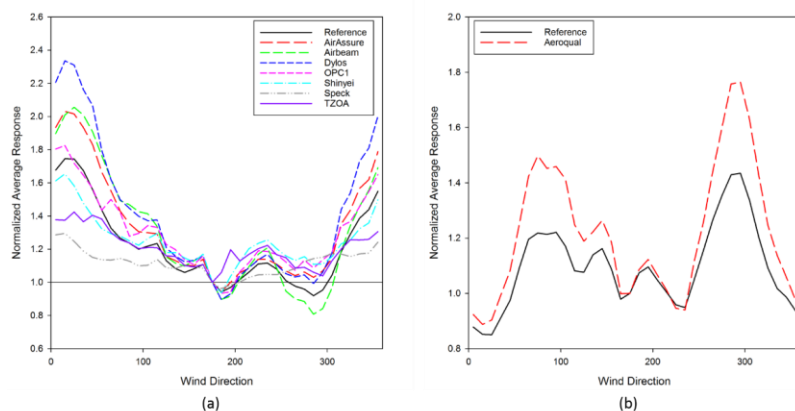 2.6
2.4
2.2
2.0
1.8
1.6
1.4
1.2
1.0
0.8
0.6
Normalized Average Response
Reference
AirAssure
Airbeam
Dylos
OPC1
Shinyei
Speck
TZOA
0
100
200
300
Wind Direction
(a)
2.0
1.8
1.6
1.4
1.2
1.0
0.8
Normalized Average Response
Reference
Aeroqual
0
100
200
300
Wind Direction
(b)